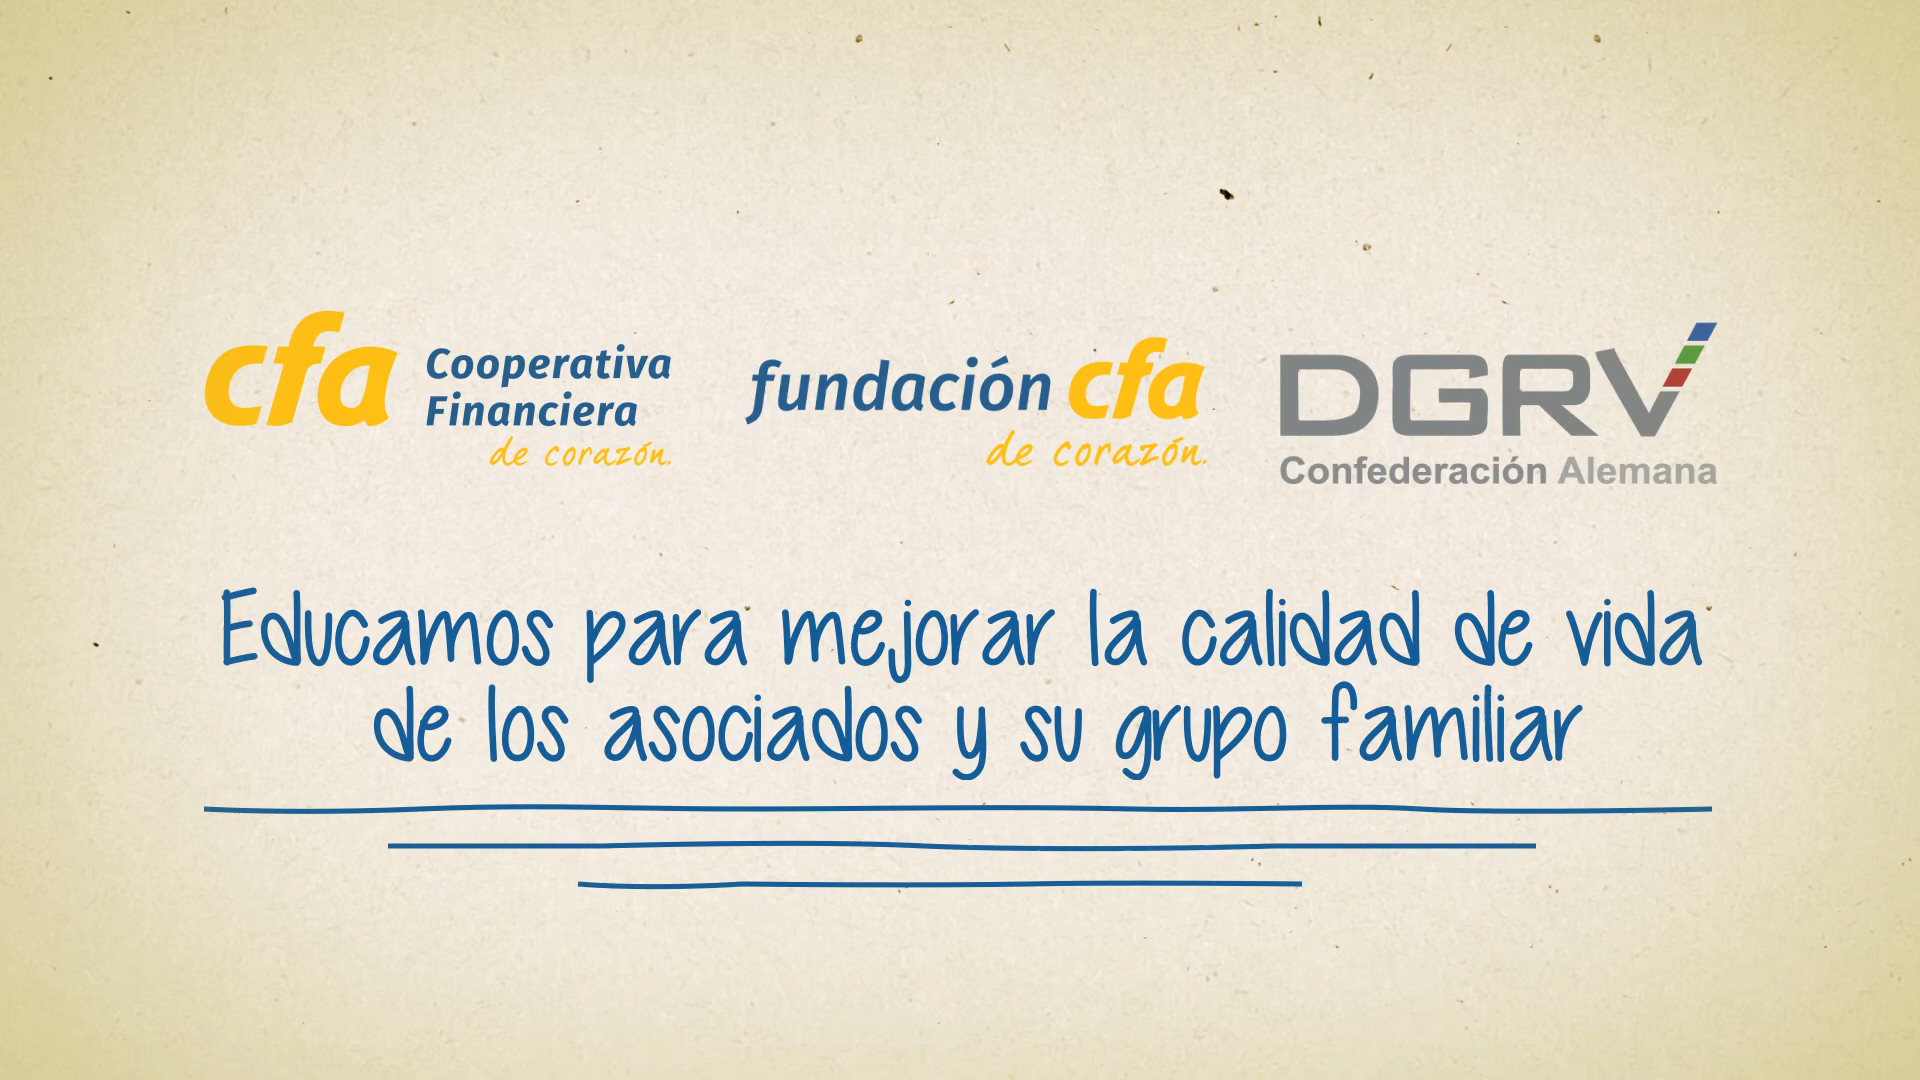 cfa Cooperativa
Financiera
de corazón.
fundación cfa
de corazón.
DGRV
Confederación Alemana
Educamos para mejorar la calidad de vida
de los asociados y su grupo familiar